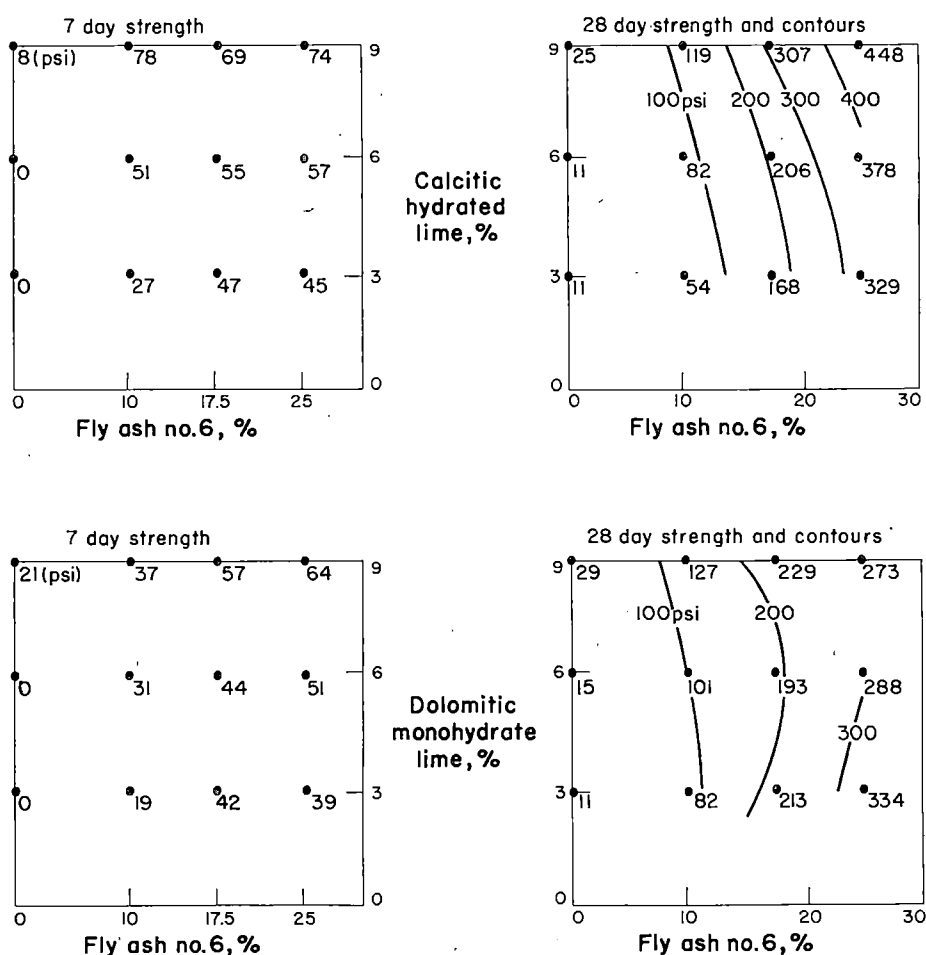 7 day strength
8 (psi) 78 69 74 9
0 51 55 57 6
0 27 47 45 3
0
0 10 17.5 25
Fly ash no.6, %
Calcitic
hydrated
lime, %
28 day strength and contours
9 25 119 307 448
100psi 200 300 400
6 11 82 206 378
3 11 54 168 329
0
0 10 20 30
Fly ash no.6, %
7 day strength
21 (psi) 37 57 64 9
0 31 44 51 6
0 19 42 39 3
0
0 10 17.5 25
Fly ash no.6, %
Dolomitic
monohydrate
lime, %
28 day strength and contours
9 29 127 229 273
100psi 200
6 15 101 193 288
300
3 11 82 213 334
0
0 10 20 30
Fly ash no.6, %